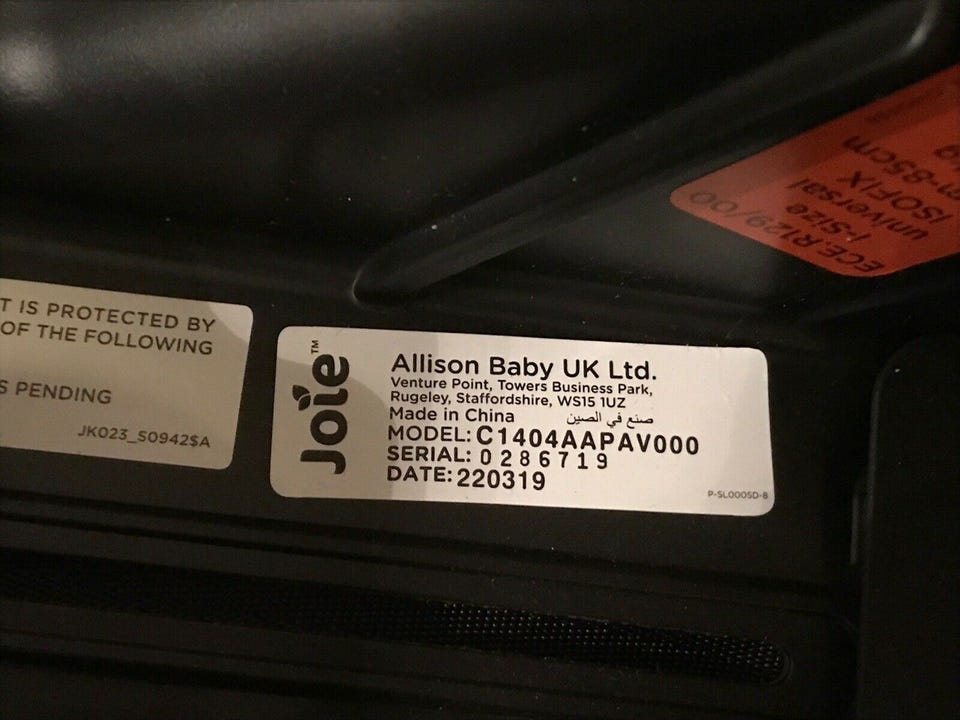 T IS PROTECTED BY
OF THE FOLLOWING
S PENDING
JK023_50942$A
Joie™
Allison Baby UK Ltd.
Venture Point, Towers Business Park,
Rugeley, Staffordshire, WS15 1UZ
Made in China صنع في الصين
MODEL: C1404AAPAV000
SERIAL: 0286719
DATE: 220319
P-SL0005D-B
ECE R129/00
i-Size
universal
ISOFIX
m-85cm